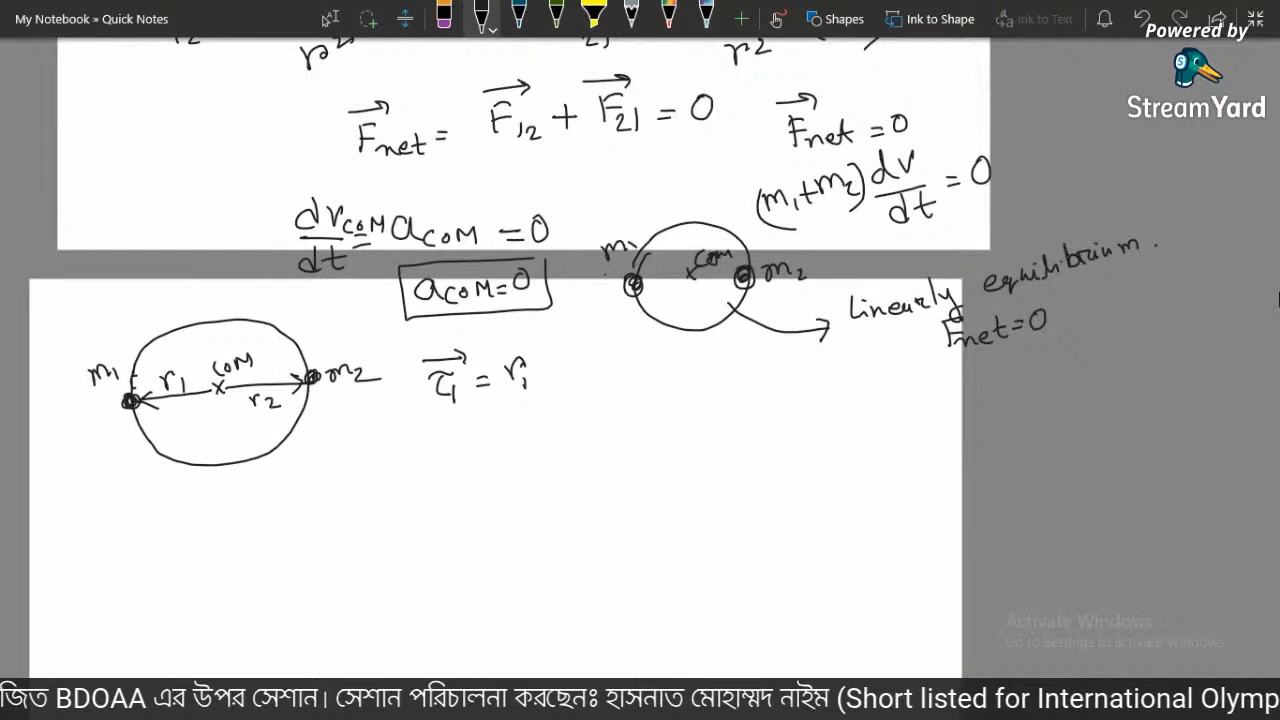 My Notebook » Quick Notes
Shapes
Ink to Shape
Ink to Text
Powered by
StreamYard
F⃗net = F⃗12 + F⃗21 = 0
F⃗net = 0
(m1+m2) dv/dt = 0
dvCOM/dt = aCOM = 0
aCOM = 0
m1
COM
m2
Linearly equilibrium.
Fnet = 0
m1
r1
COM
r2
m2
τ⃗1 = r1
Activate Windows
Go to Settings to activate Windows.
জিত BDOAA এর উপর সেশান। সেশান পরিচালনা করছেনঃ হাসনাত মোহাম্মদ নাইম (Short listed for International Olymp